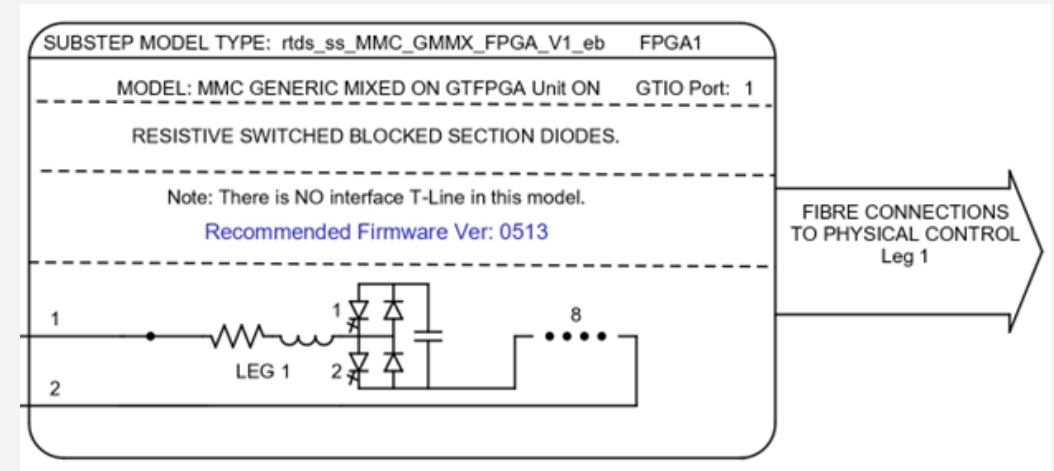 SUBSTEP MODEL TYPE: rtds_ss_MMC_GMMX_FPGA_V1_eb FPGA1
MODEL: MMC GENERIC MIXED ON GTFPGA Unit ON GTIO Port: 1
RESISTIVE SWITCHED BLOCKED SECTION DIODES.
Note: There is NO interface T-Line in this model.
Recommended Firmware Ver: 0513
FIBRE CONNECTIONS
TO PHYSICAL CONTROL
Leg 1
1
1
8
LEG 1
2
2